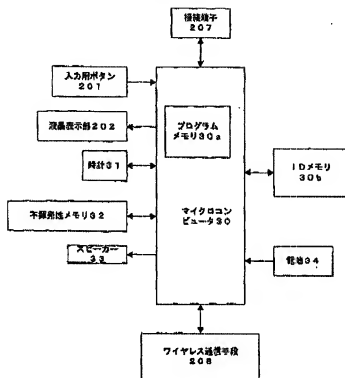 接続端子
207
入力用ボタン
201
液晶表示部202
プログラム
メモリ30a
時計31
IDメモリ
30b
不揮発性メモリ32
マイクロコン
ピュータ30
スピーカー
33
電池34
ワイヤレス通信手段
208